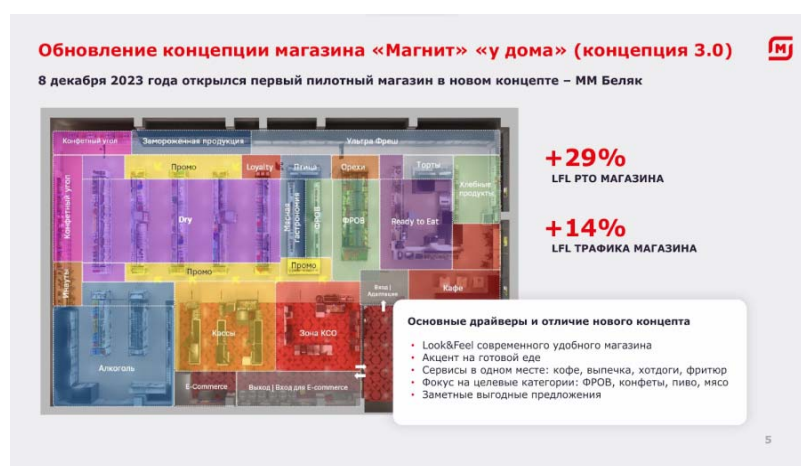 Обновление концепции магазина «Магнит» «у дома» (концепция 3.0)
8 декабря 2023 года открылся первый пилотный магазин в новом концепте – ММ Беляк
Конфетный угол
Замороженная продукция
Ультра Фреш
Промо
Loyalty
Птица
Орехи
Торты
Хлебные
продукты
Конфетный угол
Dry
Мясная
гастрономия
ФРОВ
ФРОВ
Ready to Eat
Промо
Промо
Инауты
Вход |
Адаптация
Кафе
Алкоголь
Кассы
Зона КСО
E-Commerce
Выход | Вход для E-commerce
+29%
LFL РТО МАГАЗИНА
+14%
LFL ТРАФИКА МАГАЗИНА
Основные драйверы и отличие нового концепта
• Look&Feel современного удобного магазина
• Акцент на готовой еде
• Сервисы в одном месте: кофе, выпечка, хотдоги, фритюр
• Фокус на целевые категории: ФРОВ, конфеты, пиво, мясо
• Заметные выгодные предложения
5